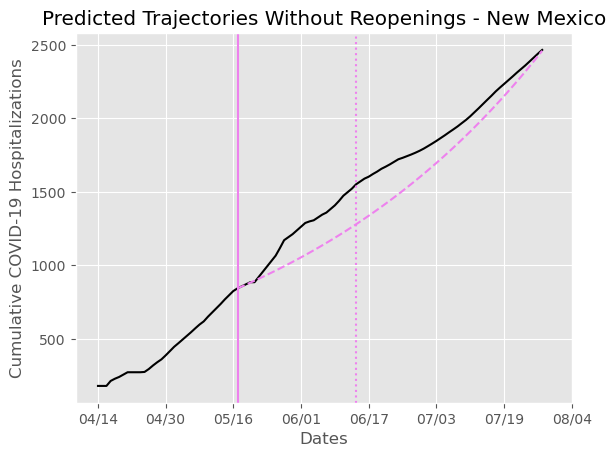 Predicted Trajectories Without Reopenings - New Mexico
Cumulative COVID-19 Hospitalizations
2500
2000
1500
1000
500
04/14 04/30 05/16 06/01 06/17 07/03 07/19 08/04
Dates